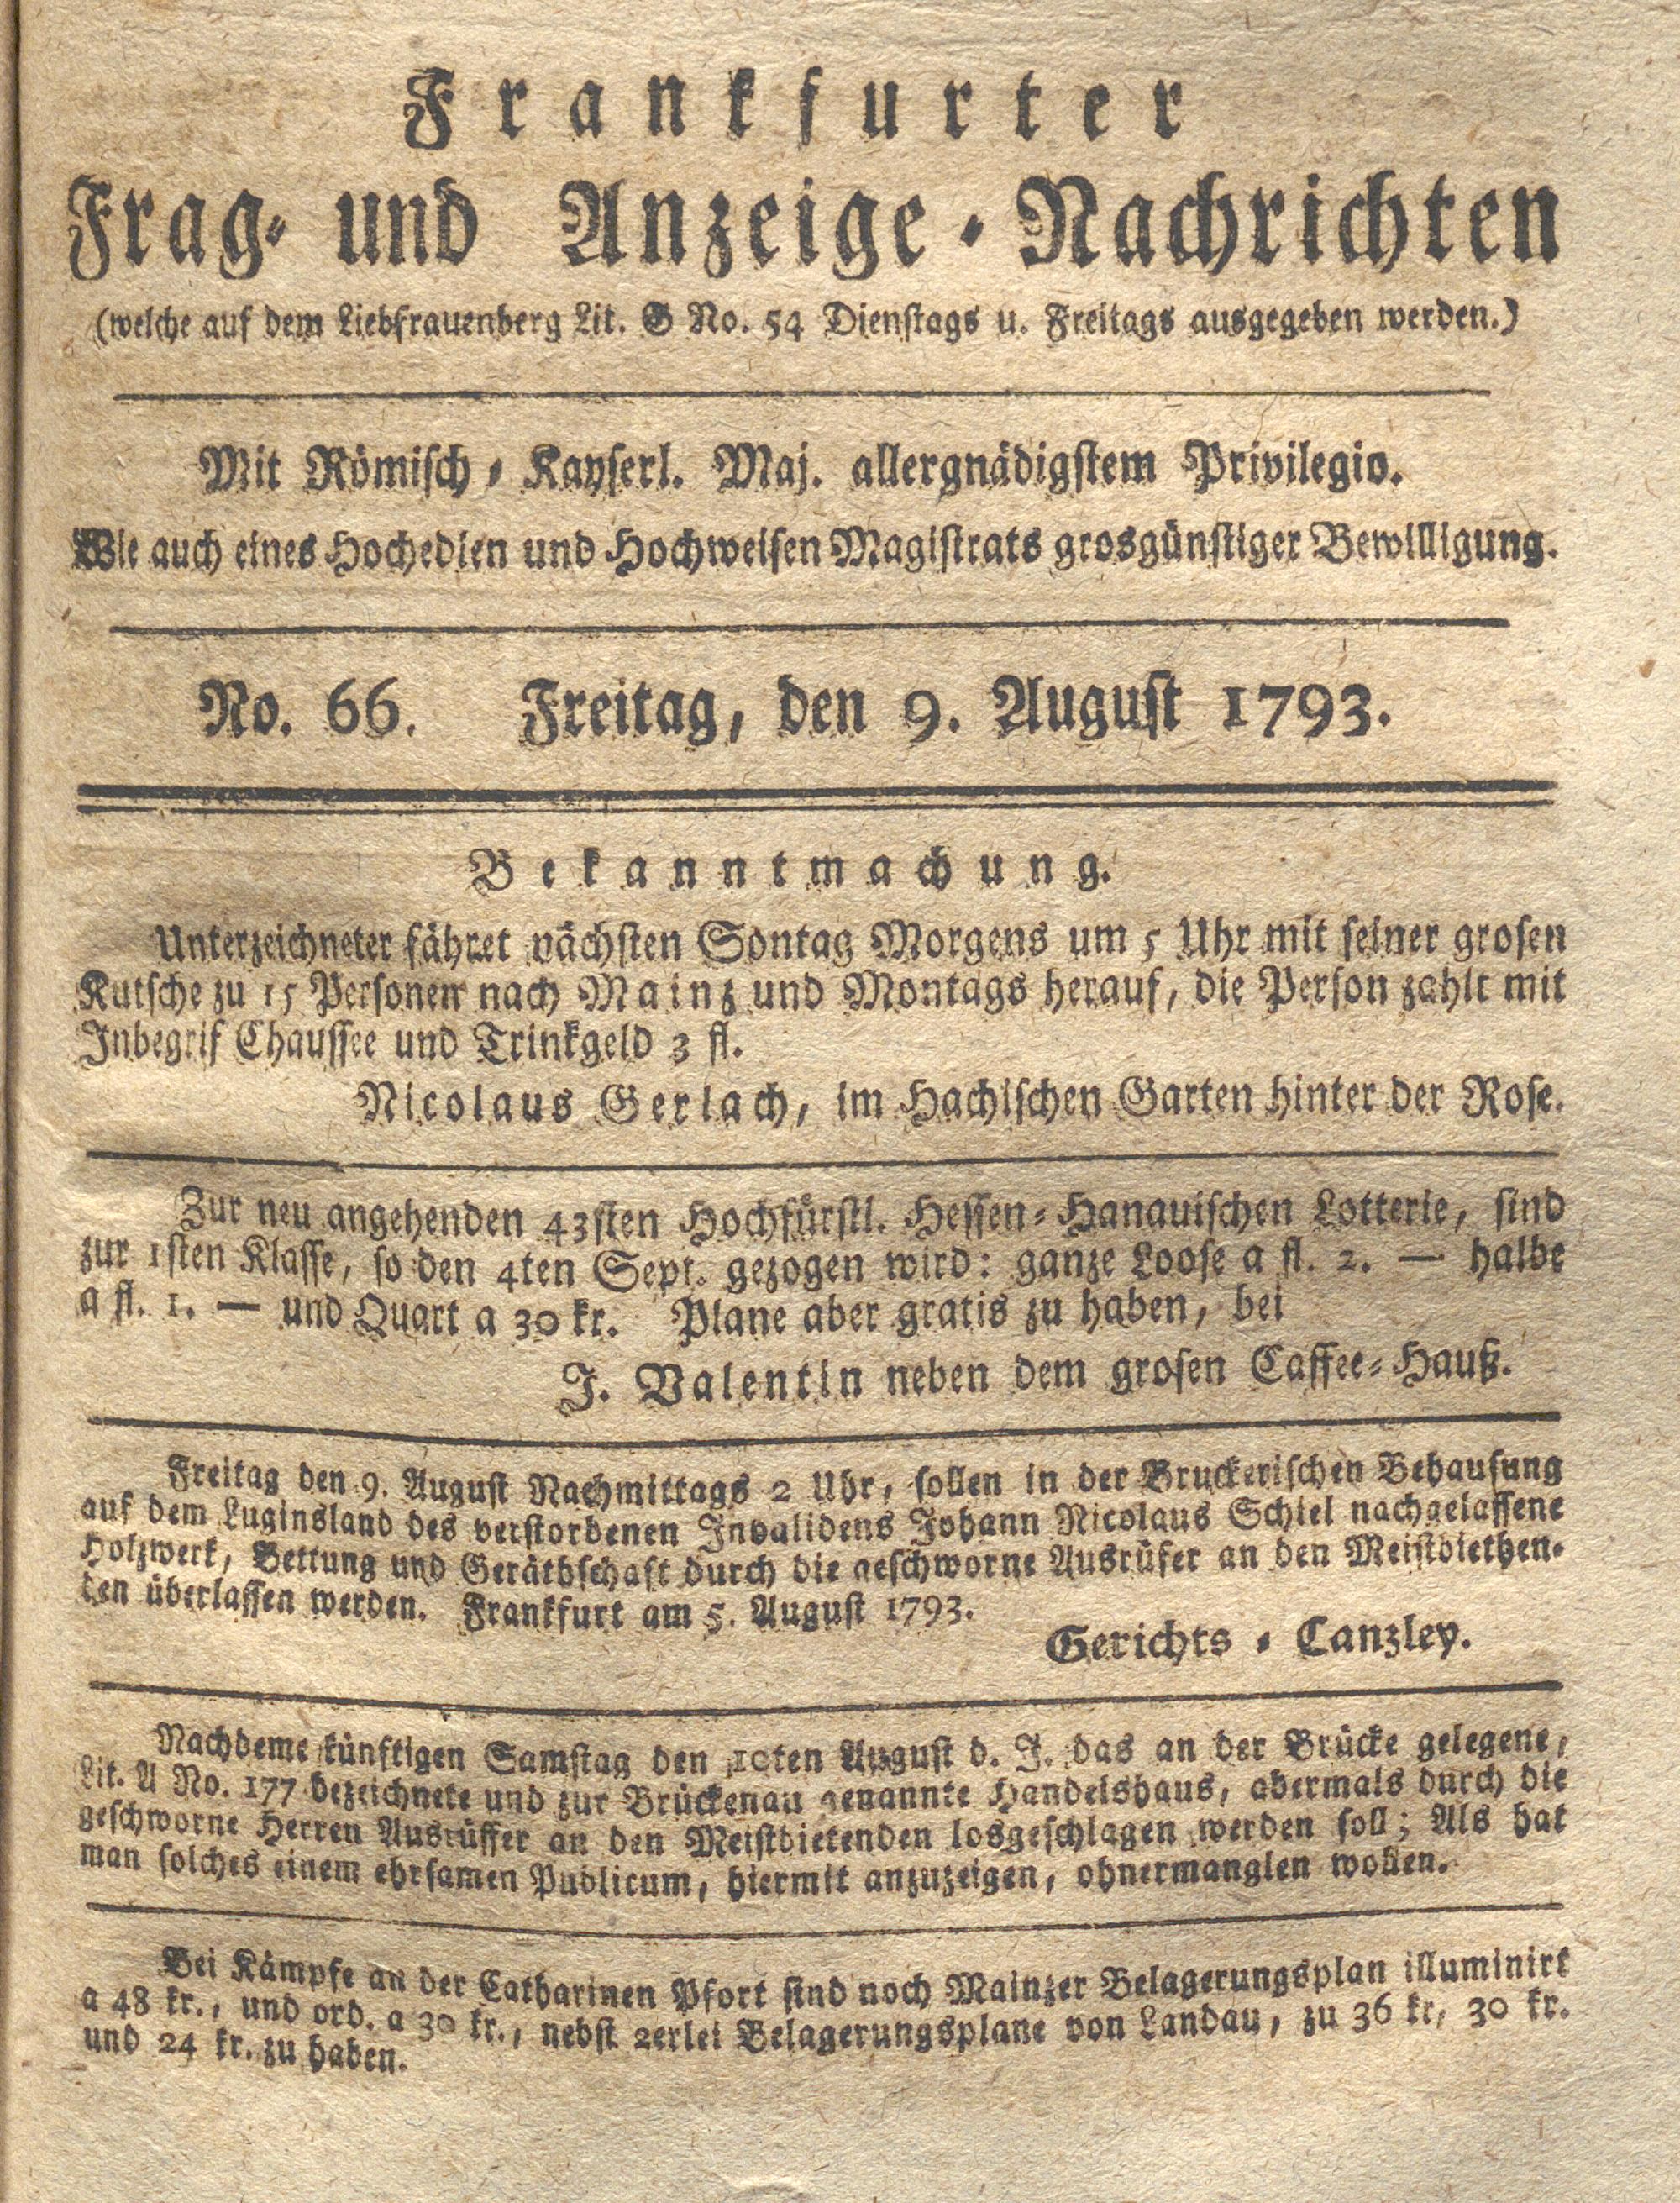 Frankfurter
Frag- und Anzeige-Nachrichten
(welche auf dem Liebfrauenberg Lit. G No. 54 Dienstags u. Freitags ausgegeben werden.)
Mit Römisch-Kayserl. Maj. allergnädigstem Privilegio.
Wie auch eines Hochedlen und Hochweisen Magistrats grosgünstiger Bewilligung.
No. 66. Freitag, den 9. August 1793.
Bekanntmachung.
Unterzeichneter fähret nächsten Sontag Morgens um 5 Uhr mit seiner grosen
Kutsche zu 15 Personen nach Mainz und Montags herauf, die Person zahlt mit
Inbegrif Chaussee und Trinkgeld 3 fl.
Nicolaus Gerlach, im Hachischen Garten hinter der Rose.
Zur neu angehenden 43sten Hochfürstl. Hessen-Hanauischen Lotterie, sind
zur 1sten Klasse, so den 4ten Sept. gezogen wird: ganze Loose a fl. 2. — halbe
a fl. 1. — und Quart a 30 kr. Plane aber gratis zu haben, bei
J. Valentin neben dem grosen Caffee-Hauß.
Freitag den 9. August Nachmittags 2 Uhr, sollen in der Bruckerischen Behausung
auf dem Luginsland des verstorbenen Invalidens Johann Nicolaus Schiel nachgelassene
Holzwerk, Bettung und Geräthschaft durch die geschworne Ausrüfer an den Meistbiethen-
den überlassen werden. Frankfurt am 5. August 1793.
Gerichts-Canzley.
Nachdeme künftigen Samstag den 10ten August d. J. das an der Brücke gelegene,
Lit. A No. 177 bezeichnete und zur Brückenau genannte Handelshaus, abermals durch die
geschworne Herren Ausrüffer an den Meistbietenden losgeschlagen werden soll; Als hat
man solches einem ehrsamen Publicum, hiermit anzuzeigen, ohnermanglen wollen.
Bei Kämpfe an der Catharinen Pfort sind noch Mainzer Belagerungsplan illuminirt
a 48 kr., und ord. a 30 kr., nebst 2erlei Belagerungsplane von Landau, zu 36 kr, 30 kr.
und 24 kr. zu haben.